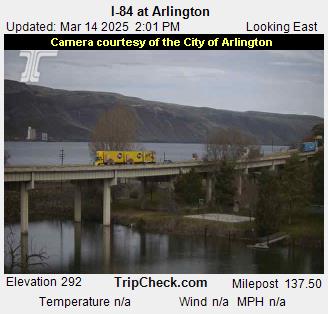 I-84 at Arlington
Updated: Mar 14 2025 2:01 PM Looking East
Camera courtesy of the City of Arlington
Elevation 292 TripCheck.com Milepost 137.50
Temperature n/a Wind n/a MPH n/a